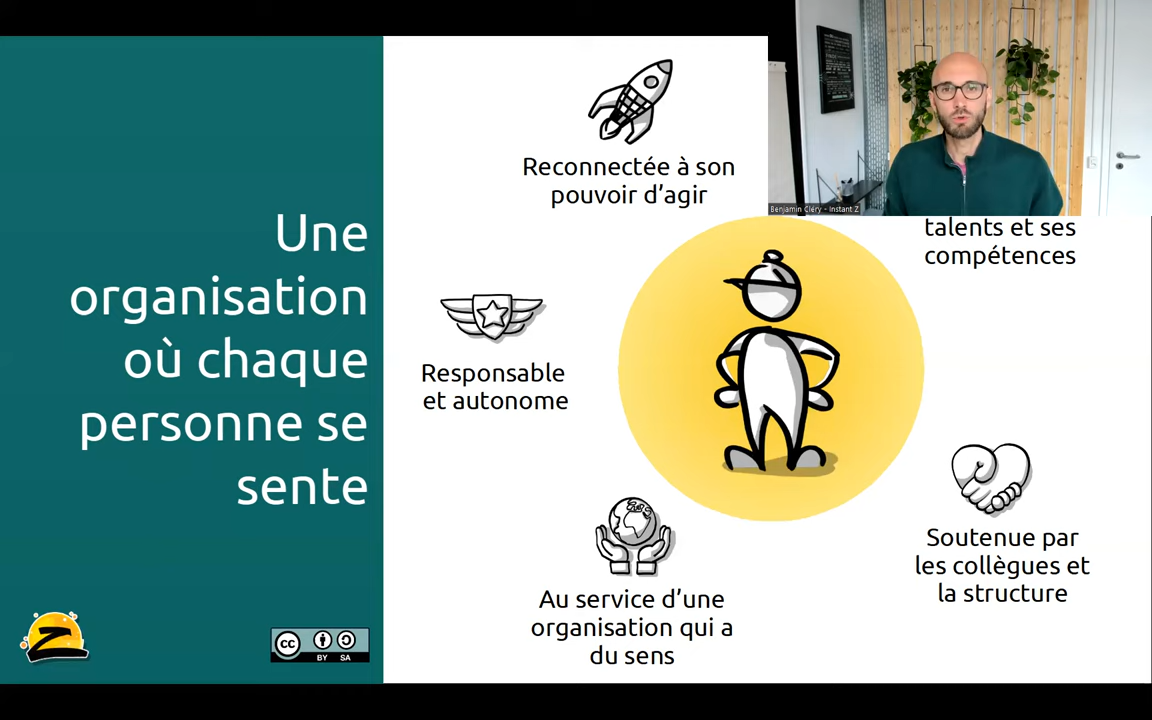 Une
organisation
où chaque
personne se
sente
Reconnectée à son
pouvoir d’agir
talents et ses
compétences
Responsable
et autonome
Soutenue par
les collègues et
la structure
Au service d’une
organisation qui a
du sens
Benjamin Cléry - Instant Z
Z
cc
BY SA